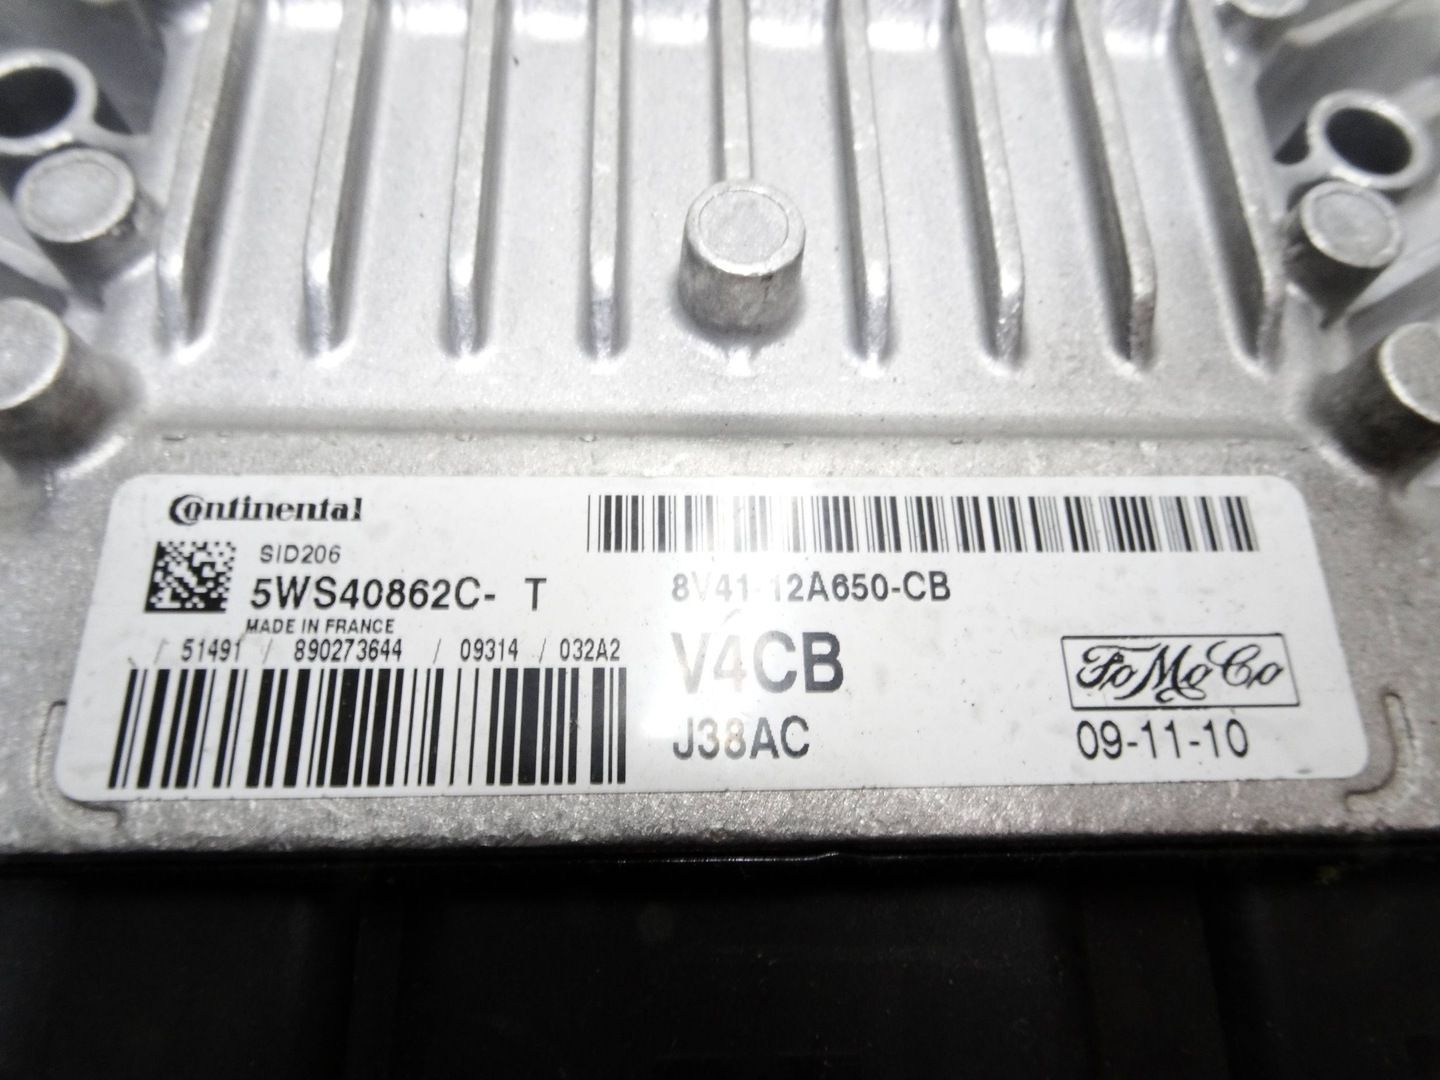 Continental
SID206
5WS40862C- T
MADE IN FRANCE
/ 51491 / 890273644 / 09314 / 032A2
8V41-12A650-CB
V4CB
J38AC
FoMoCo
09-11-10